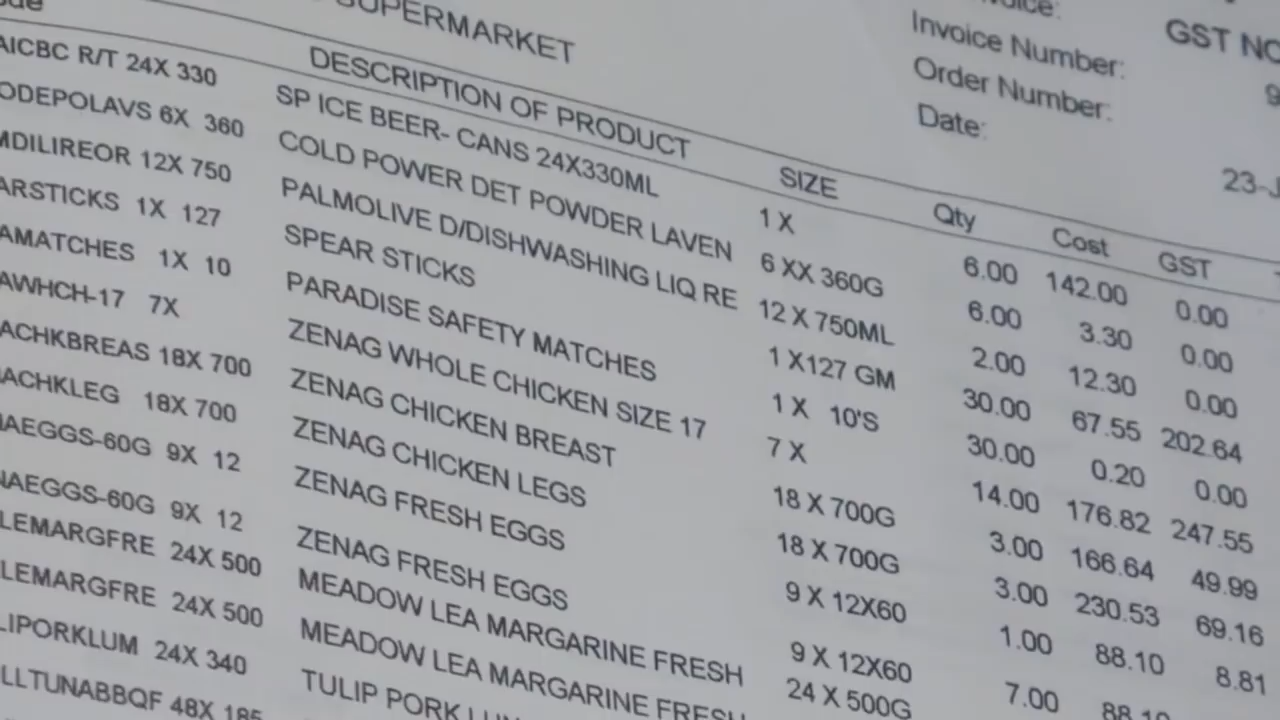 SUPERMARKET
Invoice Number:
GST NO
Order Number:
Date:
23-J
DESCRIPTION OF PRODUCT SIZE Qty Cost GST
AICBC R/T 24X 330 SP ICE BEER- CANS 24X330ML 1 X 6.00 142.00 0.00
ODEPOLAVS 6X 360 COLD POWER DET POWDER LAVEN 6 XX 360G 6.00 3.30 0.00
MDILIREOR 12X 750 PALMOLIVE D/DISHWASHING LIQ RE 12 X 750ML 2.00 12.30 0.00
ARSTICKS 1X 127 SPEAR STICKS 1 X127 GM 30.00 67.55 202.64
AMATCHES 1X 10 PARADISE SAFETY MATCHES 1 X 10'S 30.00 0.20 0.00
AWHCH-17 7X ZENAG WHOLE CHICKEN SIZE 17 7 X 14.00 176.82 247.55
ACHKBREAS 18X 700 ZENAG CHICKEN BREAST 18 X 700G 3.00 166.64 49.99
ACHKLEG 18X 700 ZENAG CHICKEN LEGS 18 X 700G 3.00 230.53 69.16
AEGGS-60G 9X 12 ZENAG FRESH EGGS 9 X 12X60 1.00 88.10 8.81
AEGGS-60G 9X 12 ZENAG FRESH EGGS 9 X 12X60 7.00 88.10
LEMARGFRE 24X 500 MEADOW LEA MARGARINE FRESH 24 X 500G
LEMARGFRE 24X 500 MEADOW LEA MARGARINE FRESH
LIPORKLUM 24X 340 TULIP PORK LUN
LLTUNABBQF 48X 185